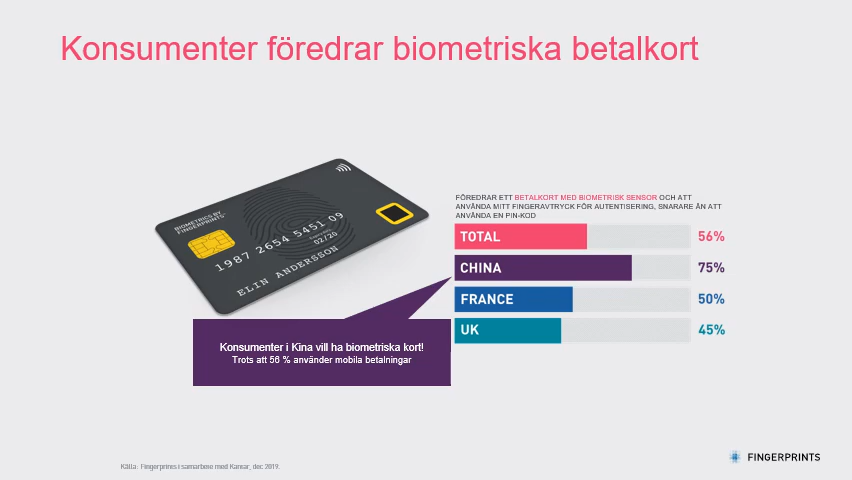 Konsumenter föredrar biometriska betalkort
BIOMETRICS BY
FINGERPRINTS™
1987 2654 5451 09
02/20
ELIN ANDERSSON
FÖREDRAR ETT BETALKORT MED BIOMETRISK SENSOR OCH ATT
ANVÄNDA MITT FINGERAVTRYCK FÖR AUTENTISERING, SNARARE ÄN ATT
ANVÄNDA EN PIN-KOD
TOTAL 56%
CHINA 75%
FRANCE 50%
UK 45%
Konsumenter i Kina vill ha biometriska kort!
Trots att 56 % använder mobila betalningar
Källa: Fingerprints i samarbete med Kantar, dec 2019.
FINGERPRINTS